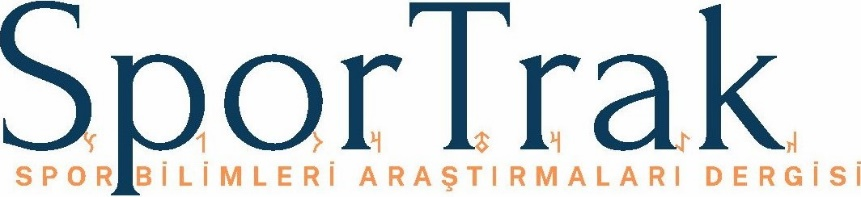 SporTrak
SPOR BİLİMLERİ ARAŞTIRMALARI DERGİSİ